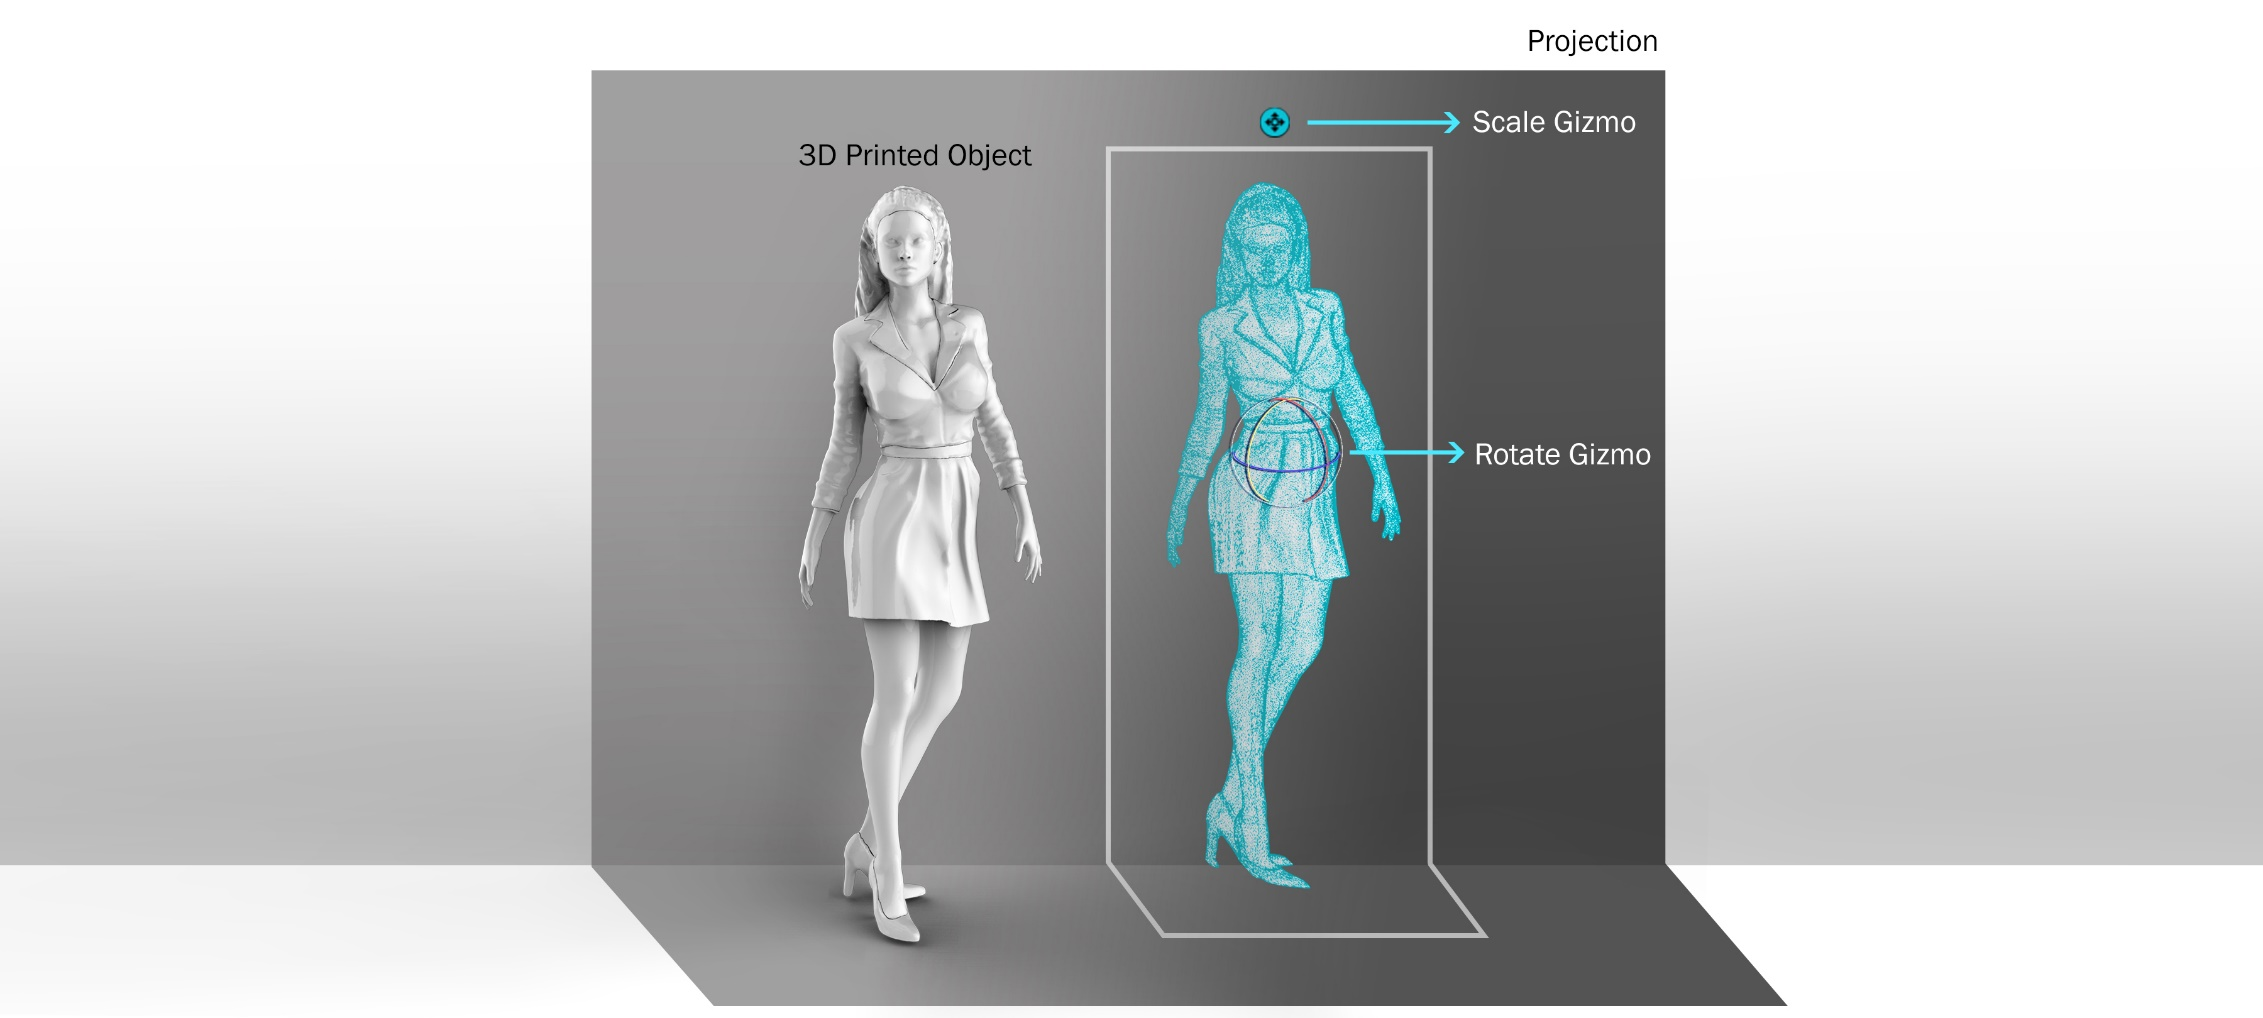 Projection
Scale Gizmo
3D Printed Object
Rotate Gizmo